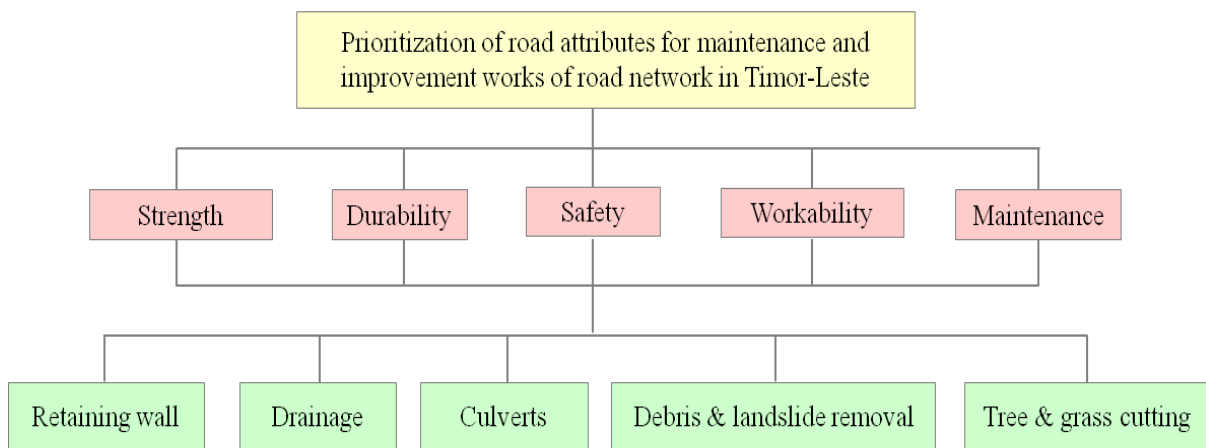 Prioritization of road attributes for maintenance and
improvement works of road network in Timor-Leste
Strength
Durability
Safety
Workability
Maintenance
Retaining wall
Drainage
Culverts
Debris & landslide removal
Tree & grass cutting